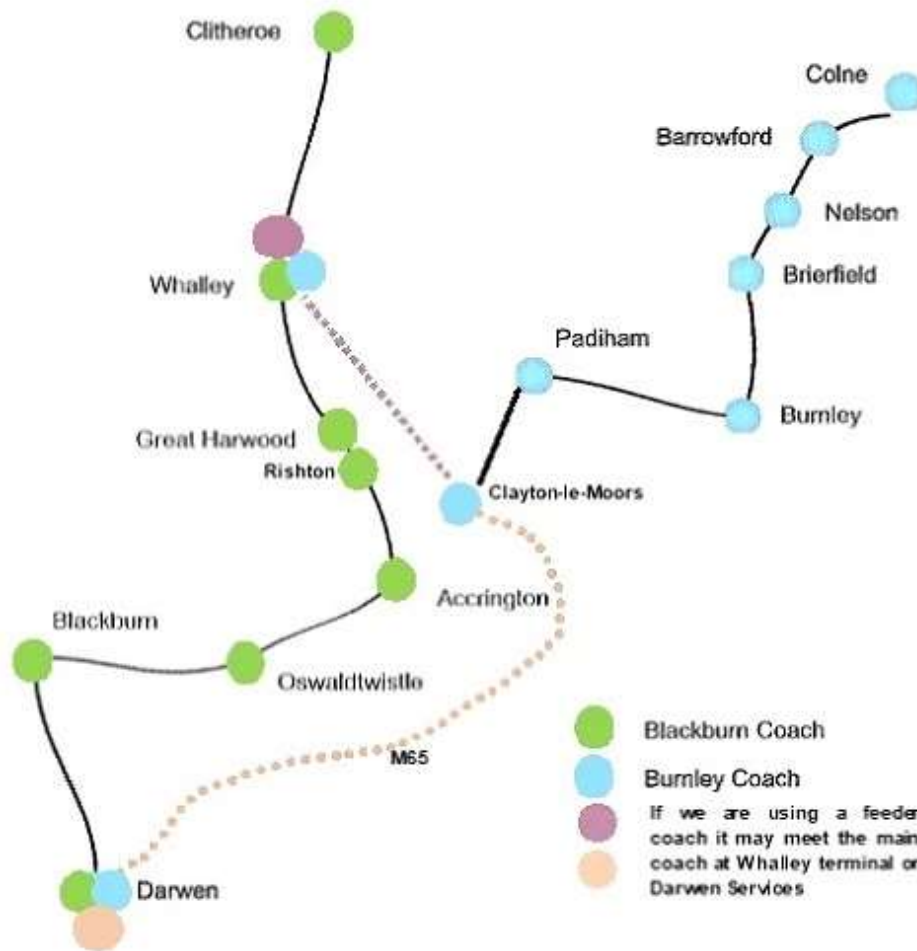 Clitheroe
Colne
Barrowford
Nelson
Whalley
Brierfield
Padiham
Burnley
Great Harwood
Rishton
Clayton-le-Moors
Accrington
Blackburn
Oswaldtwistle
M65
Darwen
Blackburn Coach
Burnley Coach
If we are using a feeder
coach it may meet the main
coach at Whalley terminal or
Darwen Services